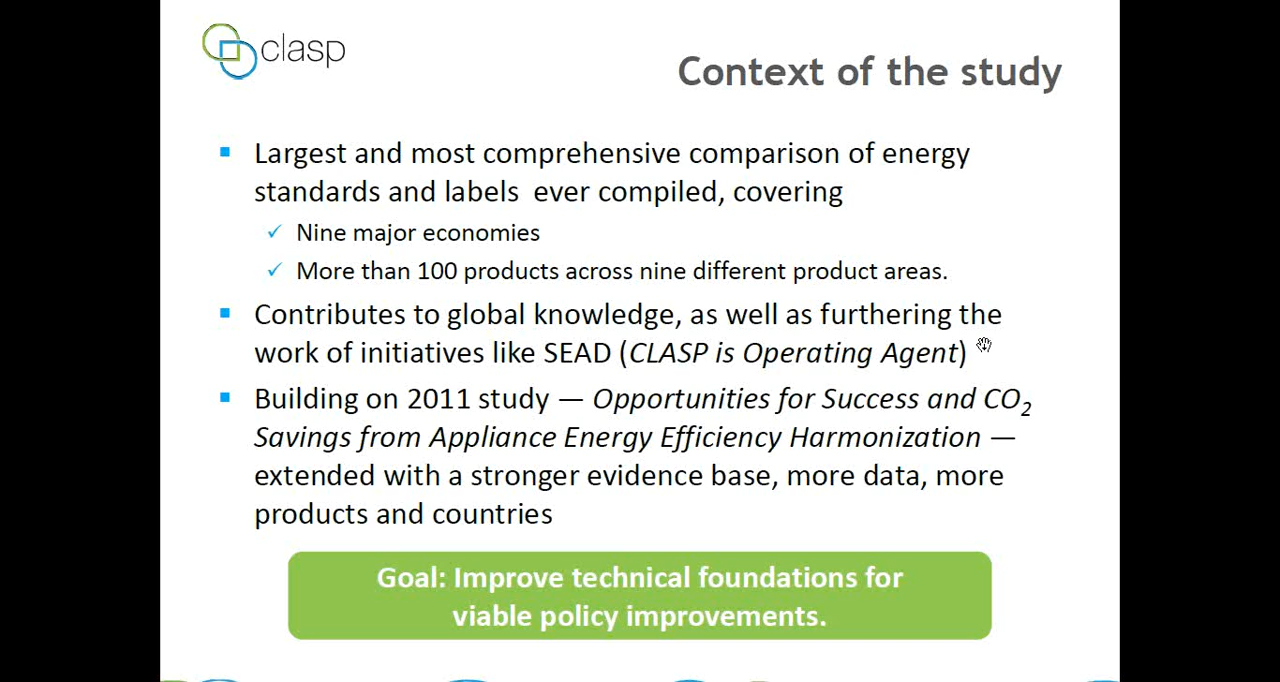 clasp
Context of the study
Largest and most comprehensive comparison of energy
standards and labels ever compiled, covering
✓ Nine major economies
✓ More than 100 products across nine different product areas.
Contributes to global knowledge, as well as furthering the
work of initiatives like SEAD (CLASP is Operating Agent)
Building on 2011 study — Opportunities for Success and CO₂
Savings from Appliance Energy Efficiency Harmonization —
extended with a stronger evidence base, more data, more
products and countries
Goal: Improve technical foundations for
viable policy improvements.